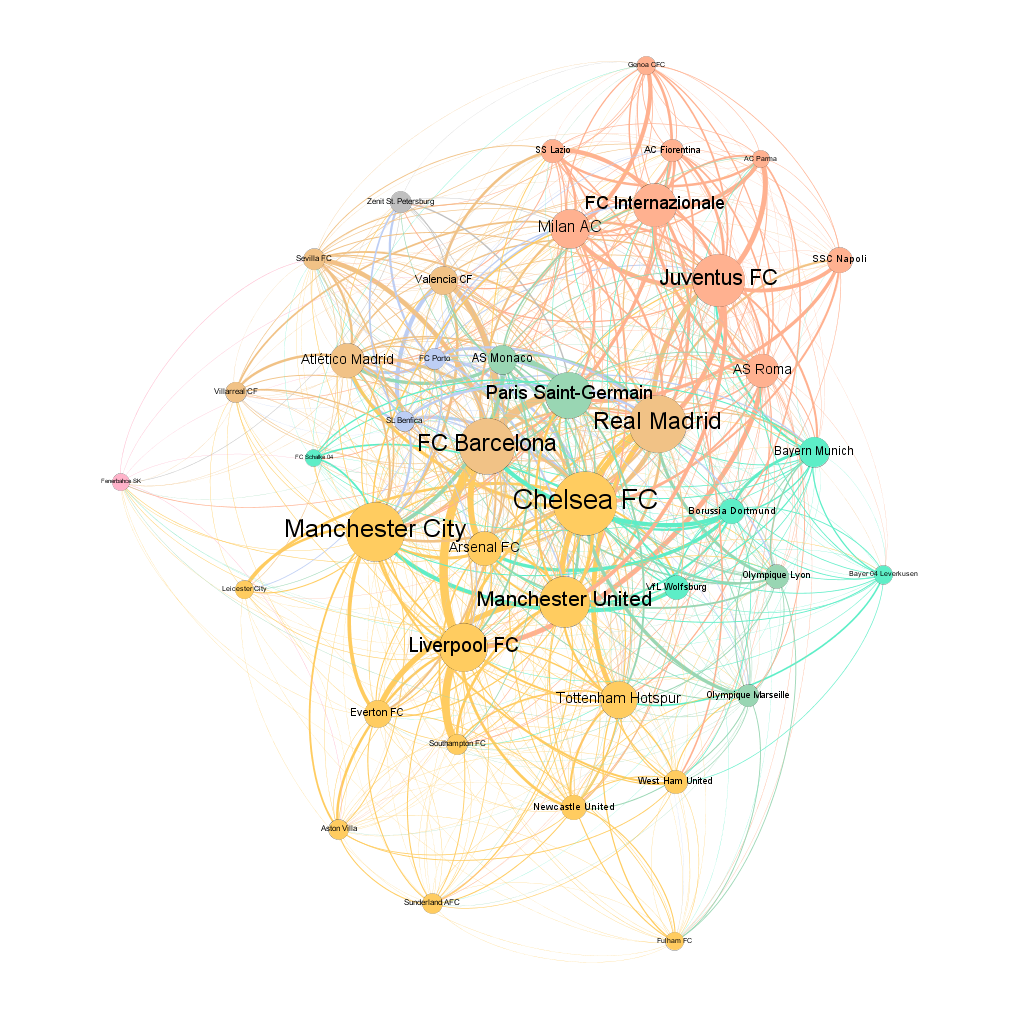 Genoa CFC
SS Lazio
AC Fiorentina
AC Parma
Zenit St. Petersburg
FC Internazionale
Milan AC
Sevilla FC
SSC Napoli
Valencia CF
Juventus FC
Atlético Madrid
FC Porto
AS Monaco
AS Roma
Villarreal CF
Paris Saint-Germain
SL Benfica
Real Madrid
FC Barcelona
Bayern Munich
FC Schalke 04
Fenerbahce SK
Chelsea FC
Borussia Dortmund
Manchester City
Arsenal FC
Olympique Lyon
Bayer 04 Leverkusen
Leicester City
VfL Wolfsburg
Manchester United
Liverpool FC
Olympique Marseille
Tottenham Hotspur
Everton FC
Southampton FC
West Ham United
Newcastle United
Aston Villa
Sunderland AFC
Fulham FC